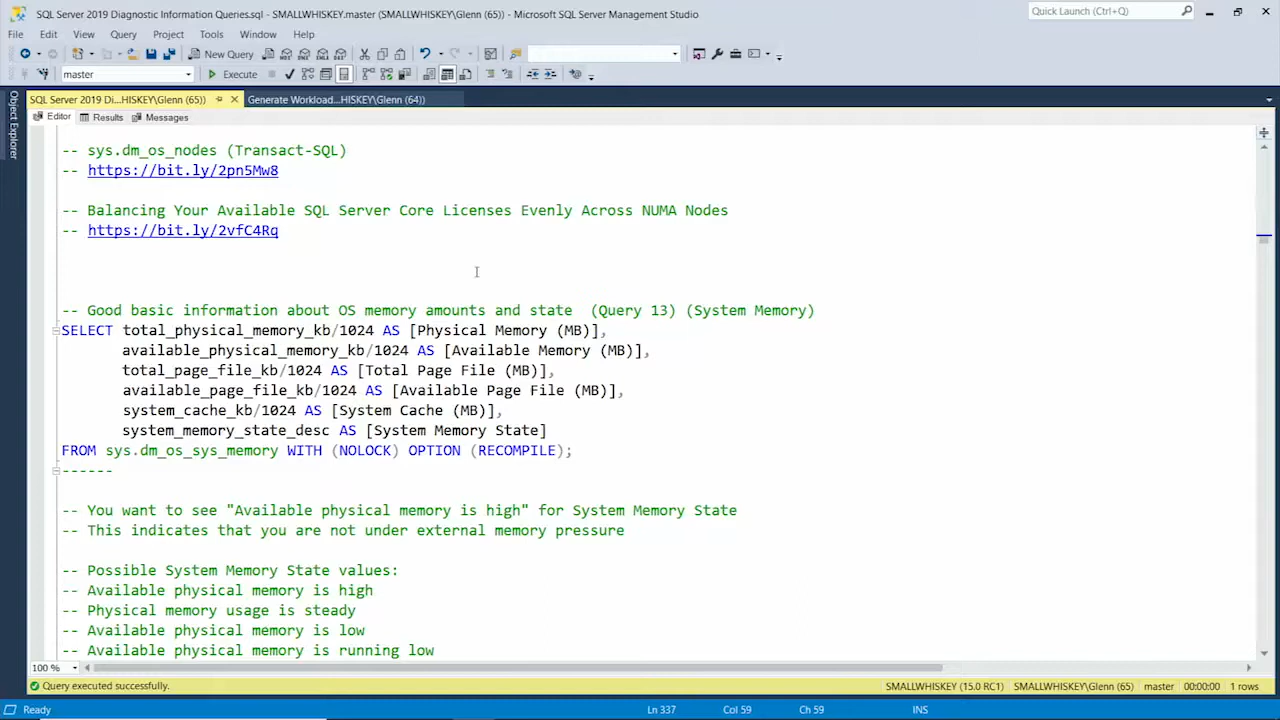 SQL Server 2019 Diagnostic Information Queries.sql - SMALLWHISKEY.master (SMALLWHISKEY\Glenn (65)) - Microsoft SQL Server Management Studio
Quick Launch (Ctrl+Q)
File Edit View Query Project Tools Window Help
New Query
master Execute
SQL Server 2019 Di...HISKEY\Glenn (65)) Generate Workload...HISKEY\Glenn (64))
Object Explorer
Editor Results Messages
-- sys.dm_os_nodes (Transact-SQL)
-- https://bit.ly/2pn5Mw8
-- Balancing Your Available SQL Server Core Licenses Evenly Across NUMA Nodes
-- https://bit.ly/2vfC4Rq
-- Good basic information about OS memory amounts and state  (Query 13) (System Memory)
SELECT total_physical_memory_kb/1024 AS [Physical Memory (MB)],
available_physical_memory_kb/1024 AS [Available Memory (MB)],
total_page_file_kb/1024 AS [Total Page File (MB)],
available_page_file_kb/1024 AS [Available Page File (MB)],
system_cache_kb/1024 AS [System Cache (MB)],
system_memory_state_desc AS [System Memory State]
FROM sys.dm_os_sys_memory WITH (NOLOCK) OPTION (RECOMPILE);
------
-- You want to see "Available physical memory is high" for System Memory State
-- This indicates that you are not under external memory pressure
-- Possible System Memory State values:
-- Available physical memory is high
-- Physical memory usage is steady
-- Available physical memory is low
-- Available physical memory is running low
100 %
Query executed successfully. SMALLWHISKEY (15.0 RC1) SMALLWHISKEY\Glenn (65) master 00:00:00 1 rows
Ready Ln 337 Col 59 Ch 59 INS